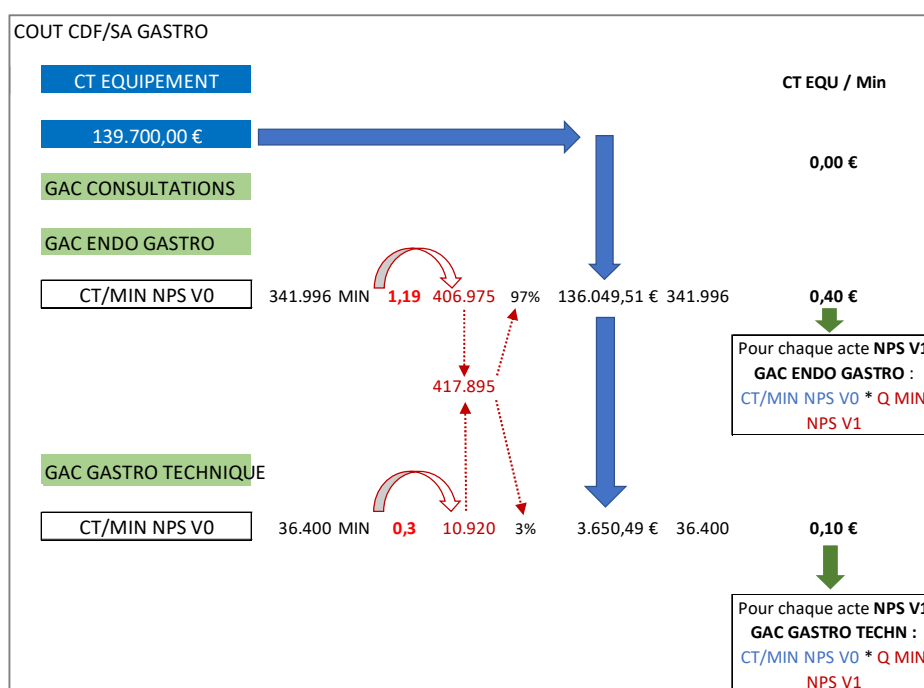 COUT CDF/SA GASTRO
CT EQUIPEMENT
CT EQU / Min
139.700,00 €
0,00 €
GAC CONSULTATIONS
GAC ENDO GASTRO
CT/MIN NPS V0 341.996 MIN 1,19 406.975 97% 136.049,51 € 341.996 0,40 €
Pour chaque acte NPS V1
GAC ENDO GASTRO :
CT/MIN NPS V0 * Q MIN
NPS V1
417.895
GAC GASTRO TECHNIQUE
CT/MIN NPS V0 36.400 MIN 0,3 10.920 3% 3.650,49 € 36.400 0,10 €
Pour chaque acte NPS V1
GAC GASTRO TECHN :
CT/MIN NPS V0 * Q MIN
NPS V1